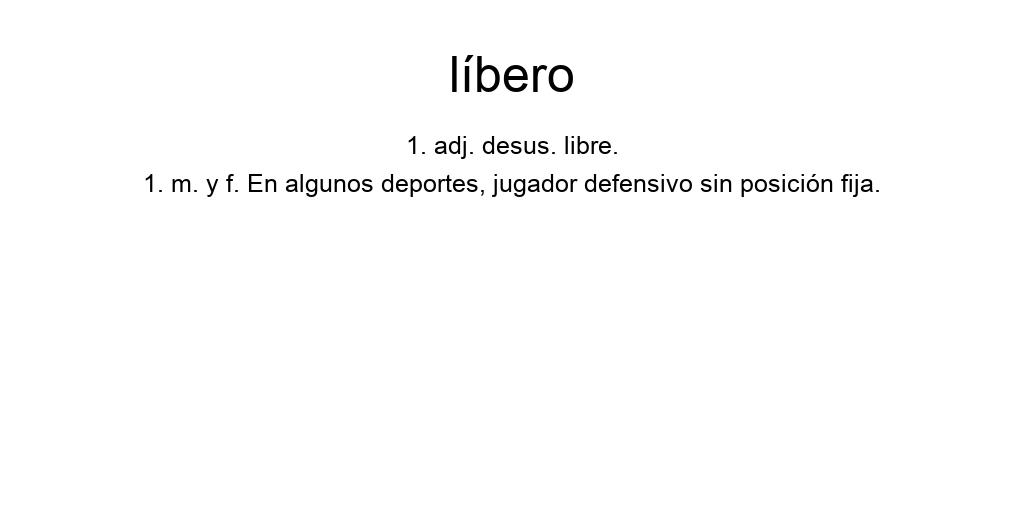 líbero
1. adj. desus. libre.
1. m. y f. En algunos deportes, jugador defensivo sin posición fija.